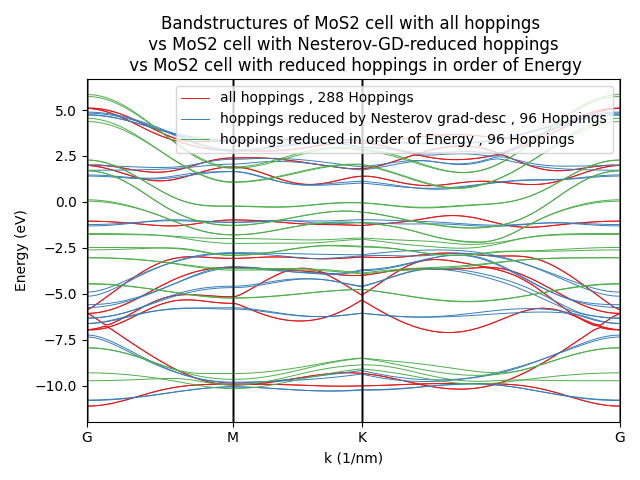 Bandstructures of MoS2 cell with all hoppings
vs MoS2 cell with Nesterov-GD-reduced hoppings
vs MoS2 cell with reduced hoppings in order of Energy
all hoppings , 288 Hoppings
hoppings reduced by Nesterov grad-desc , 96 Hoppings
hoppings reduced in order of Energy , 96 Hoppings
5.0
2.5
0.0
−2.5
−5.0
−7.5
−10.0
Energy (eV)
G M K G
k (1/nm)